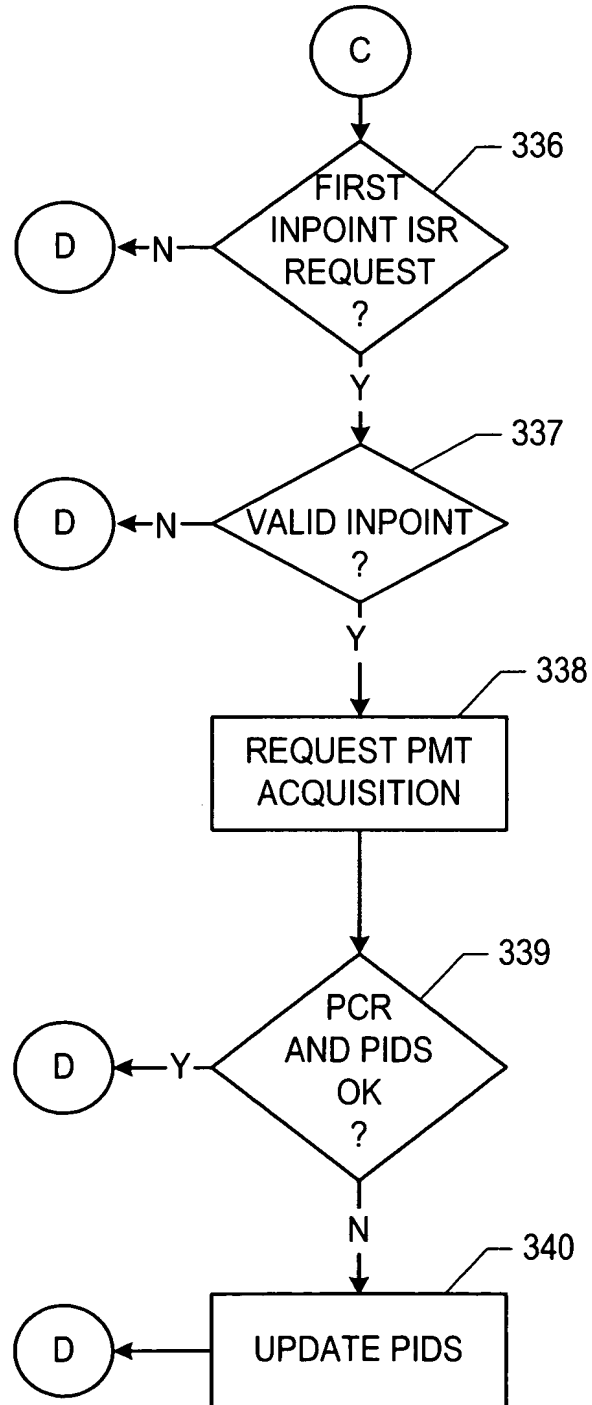 C
336
FIRST
INPOINT ISR
REQUEST
?
D
N
Y
337
VALID INPOINT
?
D
N
Y
338
REQUEST PMT
ACQUISITION
339
PCR
AND PIDS
OK
?
D
Y
N
340
UPDATE PIDS
D